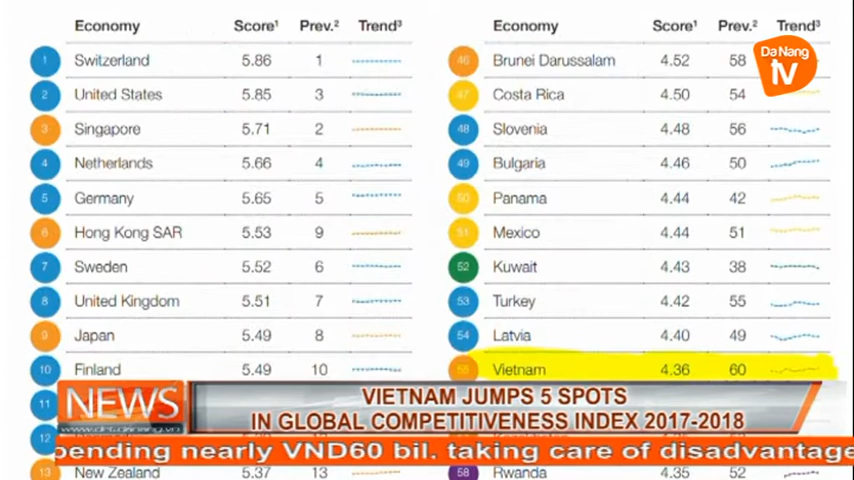 Economy Score¹ Prev.² Trend³
1 Switzerland 5.86 1
2 United States 5.85 3
3 Singapore 5.71 2
4 Netherlands 5.66 4
5 Germany 5.65 5
6 Hong Kong SAR 5.53 9
7 Sweden 5.52 6
8 United Kingdom 5.51 7
9 Japan 5.49 8
10 Finland 5.49 10
11
12
13 New Zealand 5.37 13
Economy Score¹ Prev.² Trend³
46 Brunei Darussalam 4.52 58
47 Costa Rica 4.50 54
48 Slovenia 4.48 56
49 Bulgaria 4.46 50
50 Panama 4.44 42
51 Mexico 4.44 51
52 Kuwait 4.43 38
53 Turkey 4.42 55
54 Latvia 4.40 49
55 Vietnam 4.36 60
58 Rwanda 4.35 52
Da Nang
tv
NEWS
VIETNAM JUMPS 5 SPOTS
IN GLOBAL COMPETITIVENESS INDEX 2017-2018
pending nearly VND60 bil. taking care of disadvantage